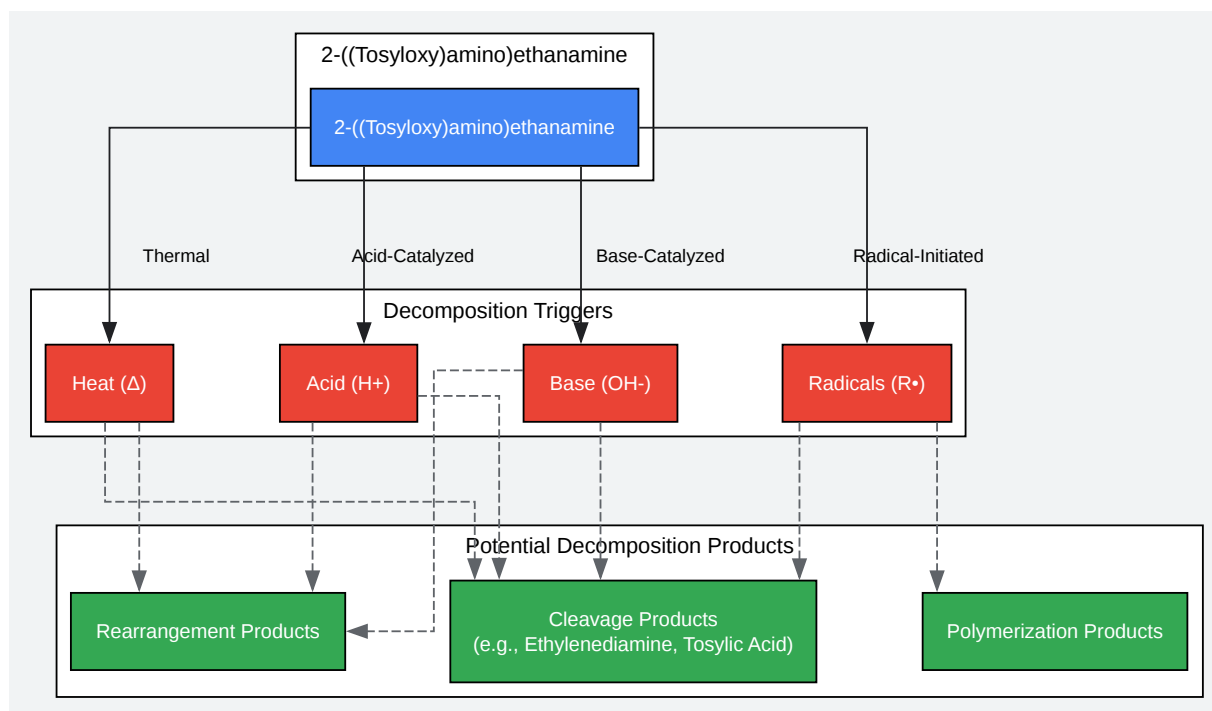 2-((Tosyloxy)amino)ethanamine
2-((Tosyloxy)amino)ethanamine
Thermal
Acid-Catalyzed
Base-Catalyzed
Radical-Initiated
Decomposition Triggers
Heat (Δ)
Acid (H+)
Base (OH-)
Radicals (R•)
Potential Decomposition Products
Rearrangement Products
Cleavage Products
(e.g., Ethylenediamine, Tosylic Acid)
Polymerization Products